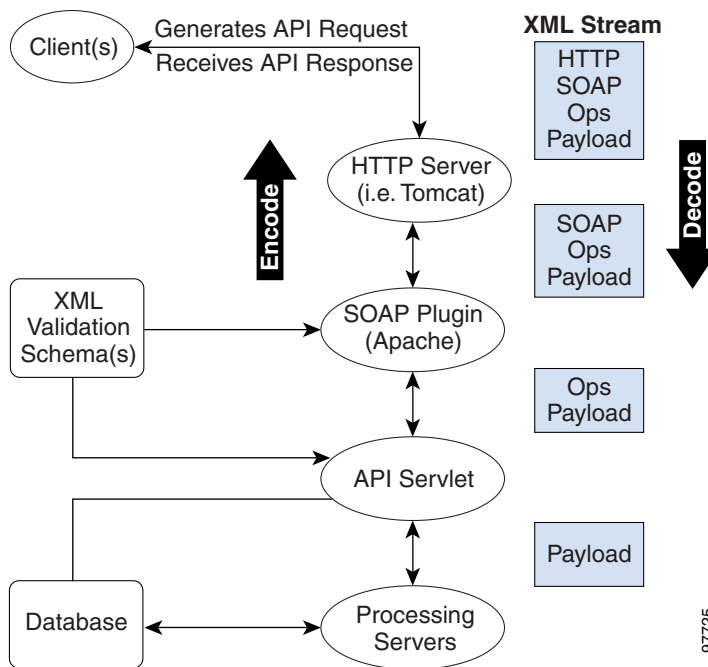 Client(s)
Generates API Request
Receives API Response
XML Stream
HTTP
SOAP
Ops
Payload
HTTP Server
(i.e. Tomcat)
Encode
Decode
SOAP
Ops
Payload
XML
Validation
Schema(s)
SOAP Plugin
(Apache)
Ops
Payload
API Servlet
Payload
Database
Processing
Servers
97725